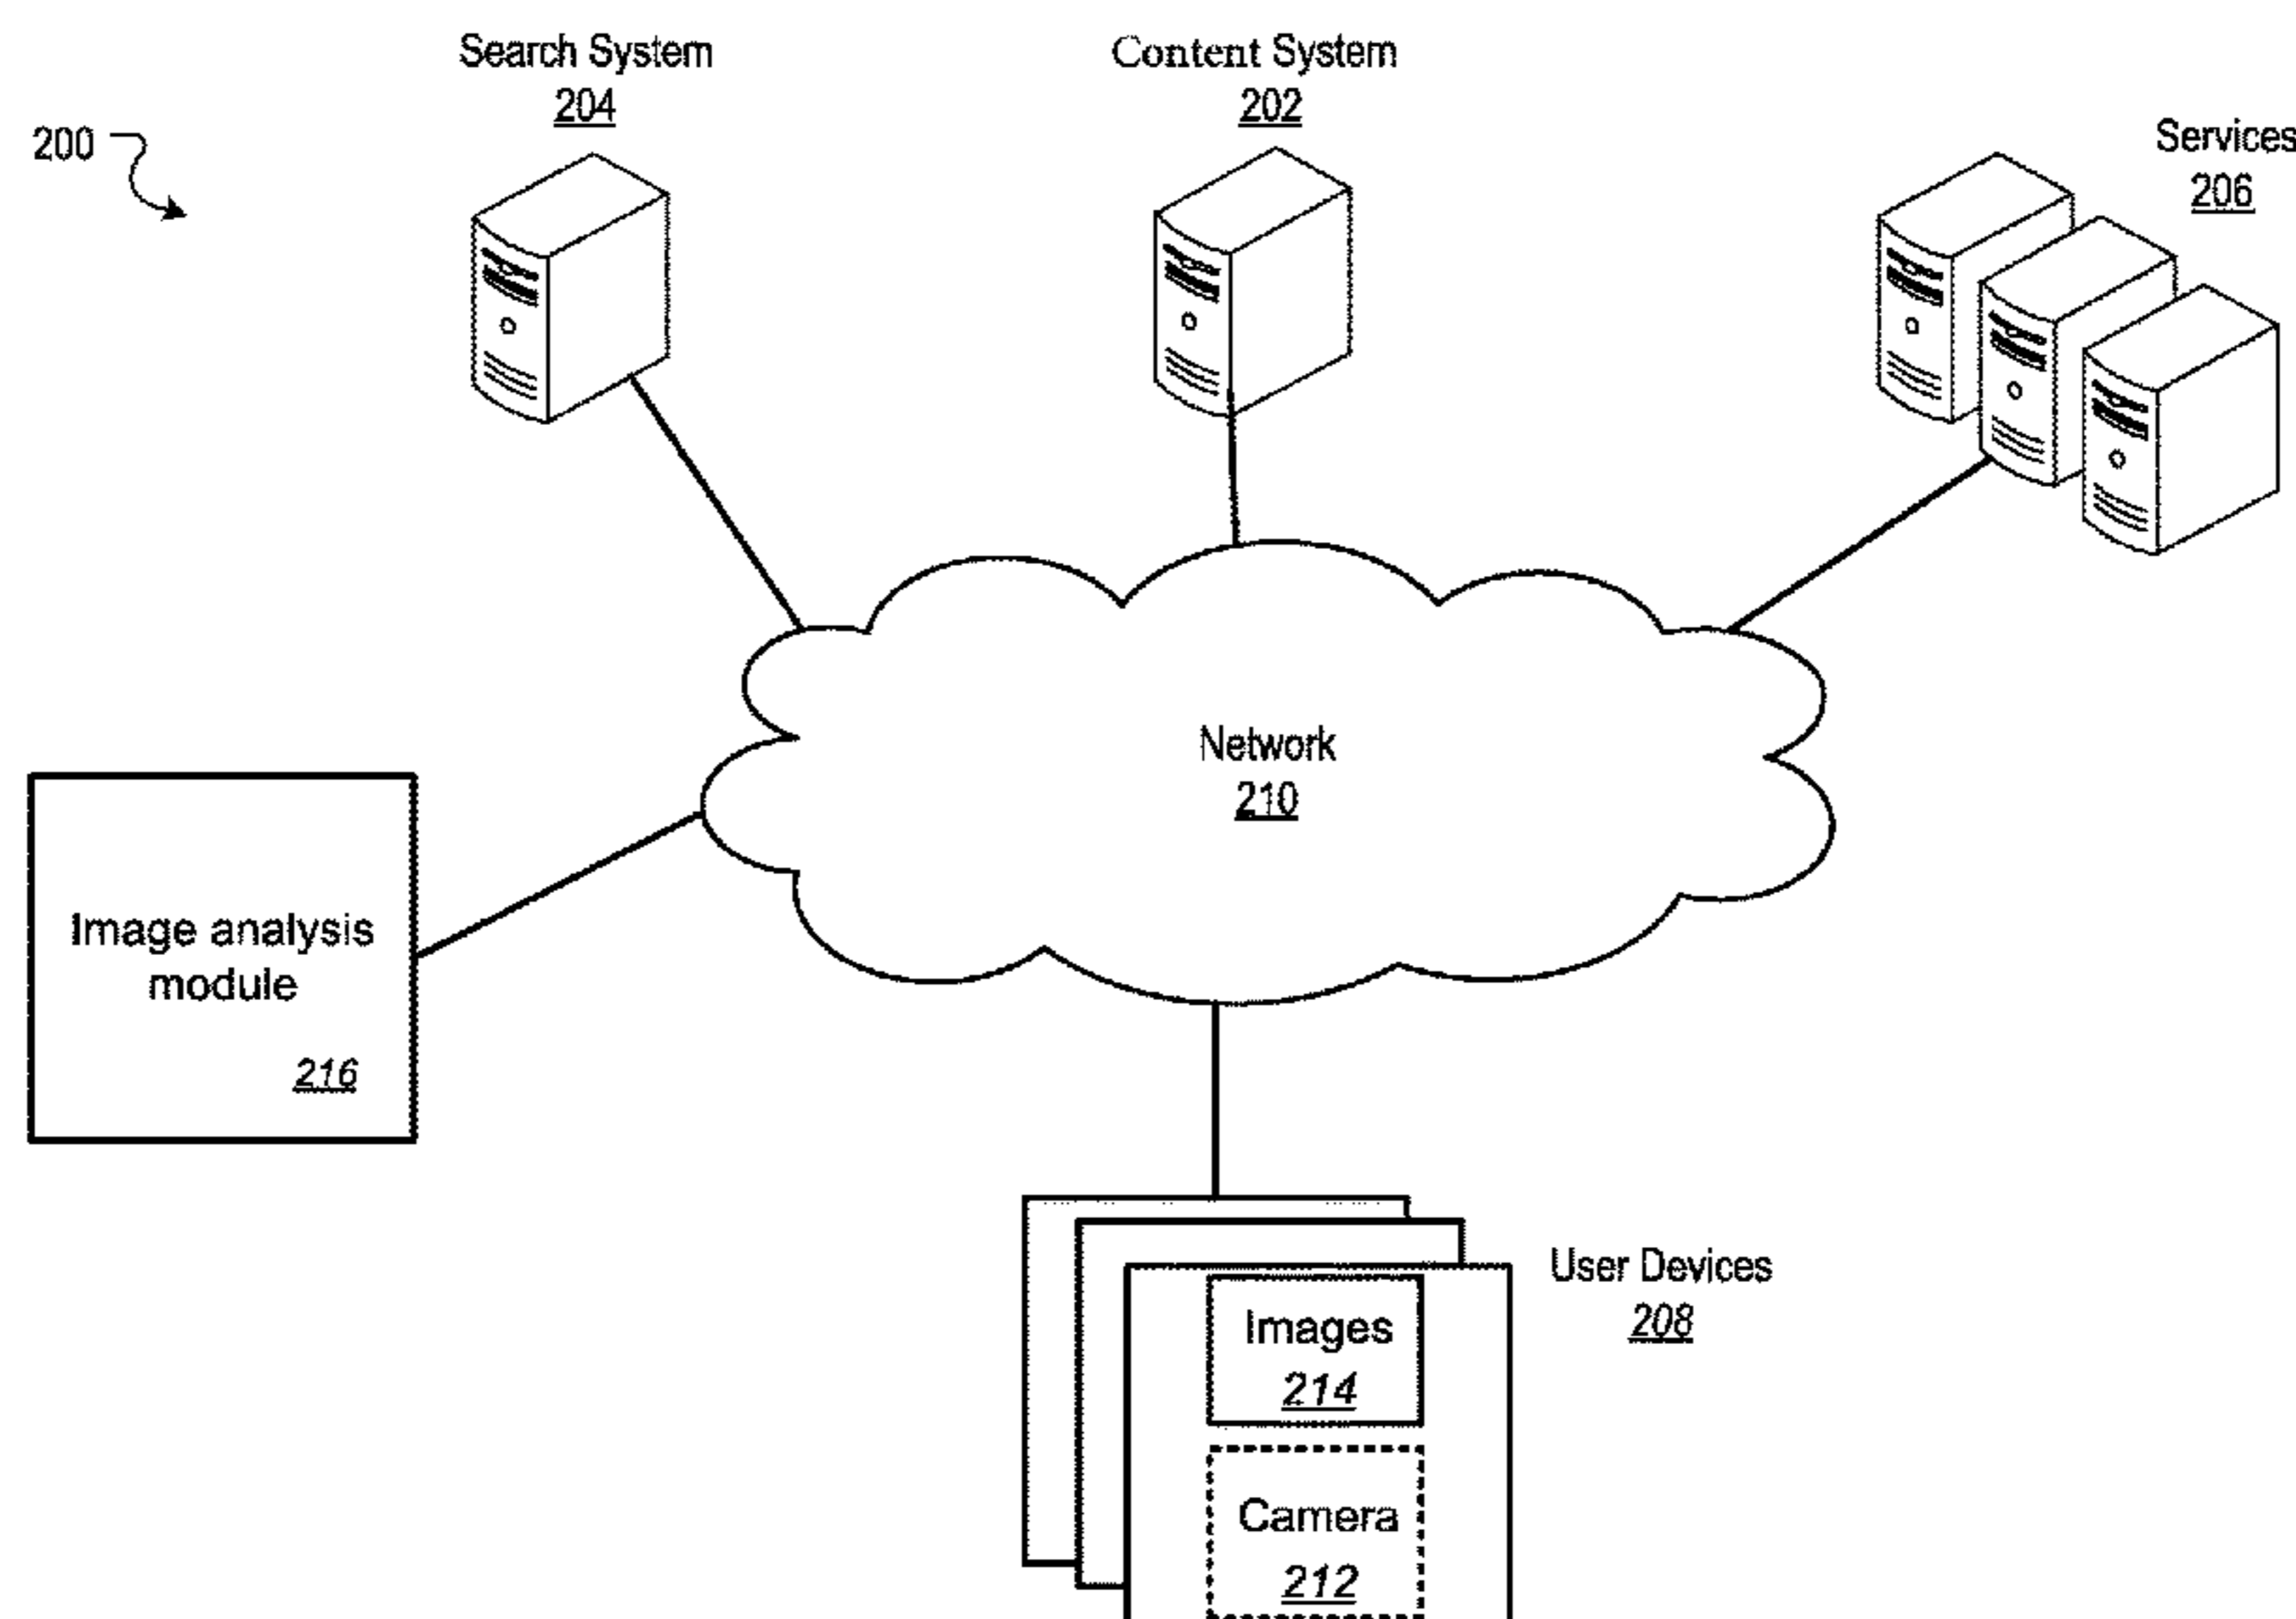 Search System
204
Content System
202
Services
206
200
Network
210
Image analysis
module
216
User Devices
208
Images
214
Camera
212